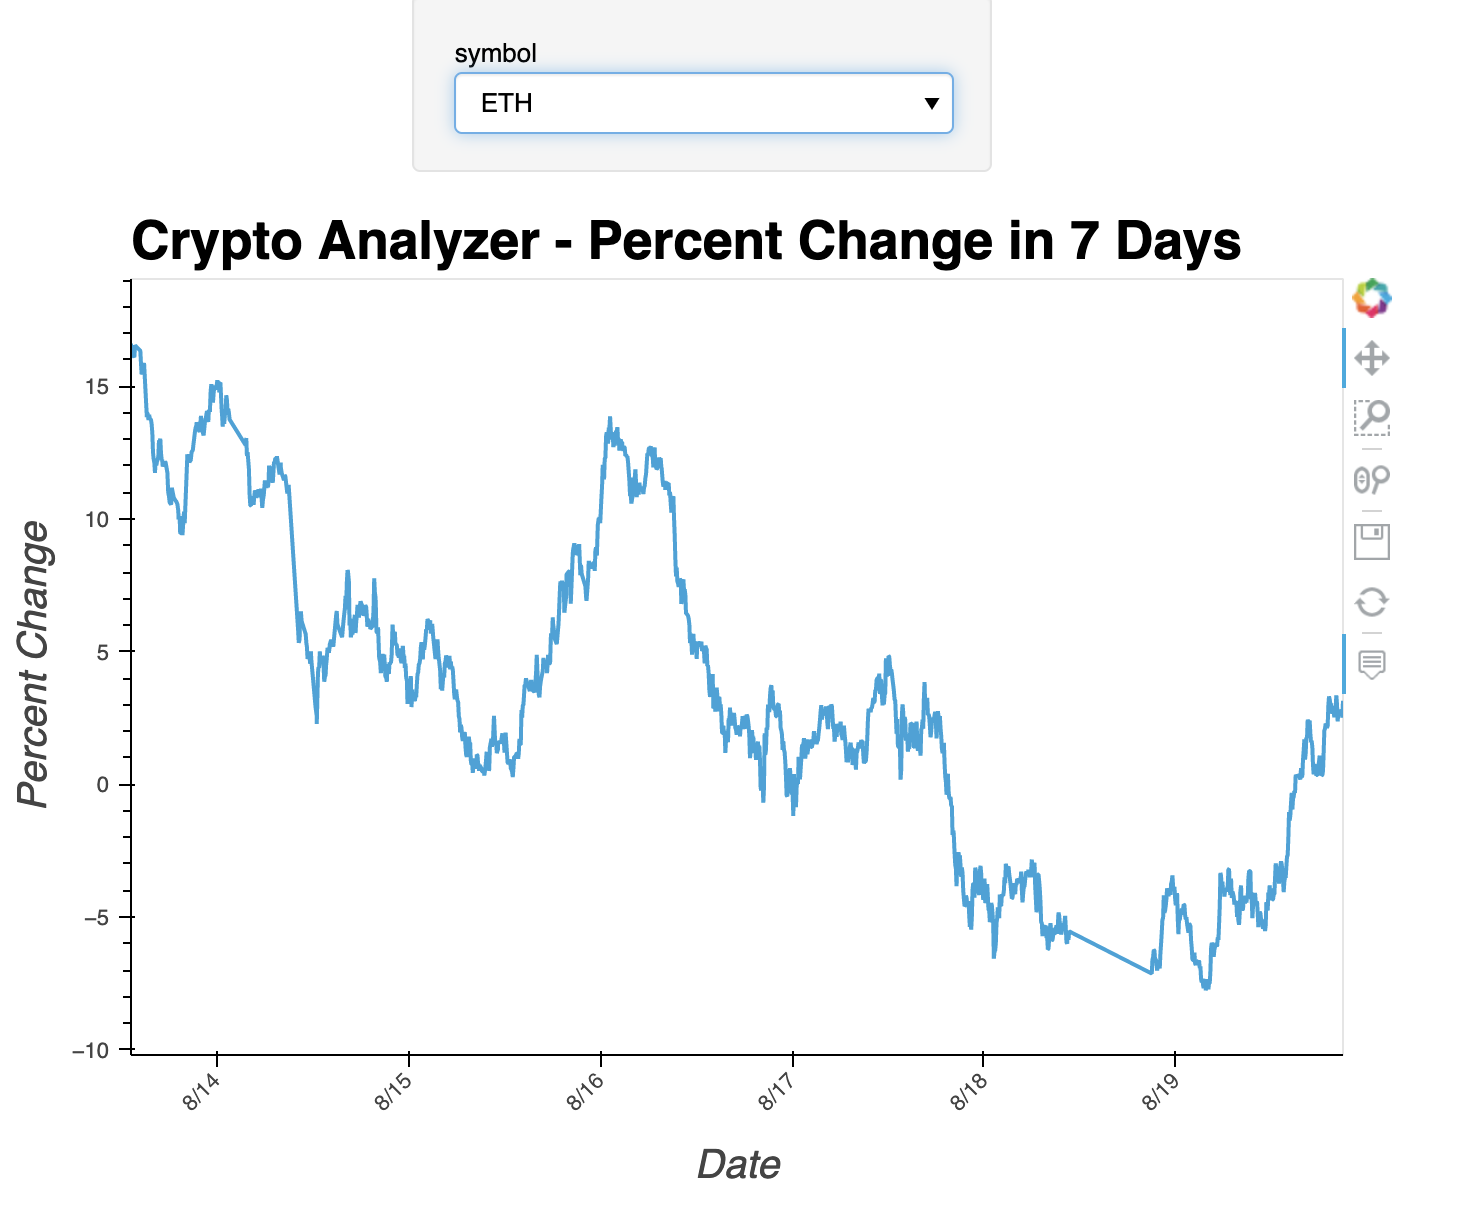 symbol
ETH
Crypto Analyzer - Percent Change in 7 Days
Percent Change
15
10
5
0
−5
−10
8/14
8/15
8/16
8/17
8/18
8/19
Date